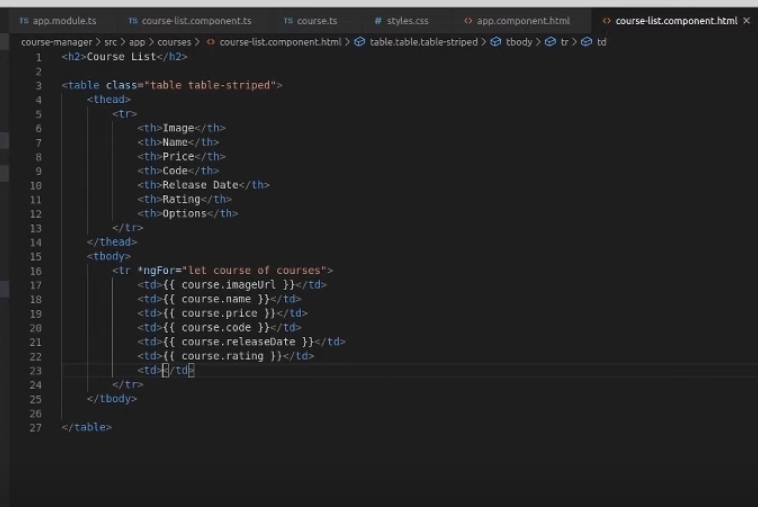 TS app.module.ts TS course-list.component.ts TS course.ts # styles.css <> app.component.html <> course-list.component.html ×
course-manager > src > app > courses > <> course-list.component.html > table.table.table-striped > tbody > tr > td
1 <h2>Course List</h2>
2
3 <table class="table table-striped">
4 <thead>
5 <tr>
6 <th>Image</th>
7 <th>Name</th>
8 <th>Price</th>
9 <th>Code</th>
10 <th>Release Date</th>
11 <th>Rating</th>
12 <th>Options</th>
13 </tr>
14 </thead>
15 <tbody>
16 <tr *ngFor="let course of courses">
17 <td>{{ course.imageUrl }}</td>
18 <td>{{ course.name }}</td>
19 <td>{{ course.price }}</td>
20 <td>{{ course.code }}</td>
21 <td>{{ course.releaseDate }}</td>
22 <td>{{ course.rating }}</td>
23 <td></td>
24 </tr>
25 </tbody>
26
27 </table>